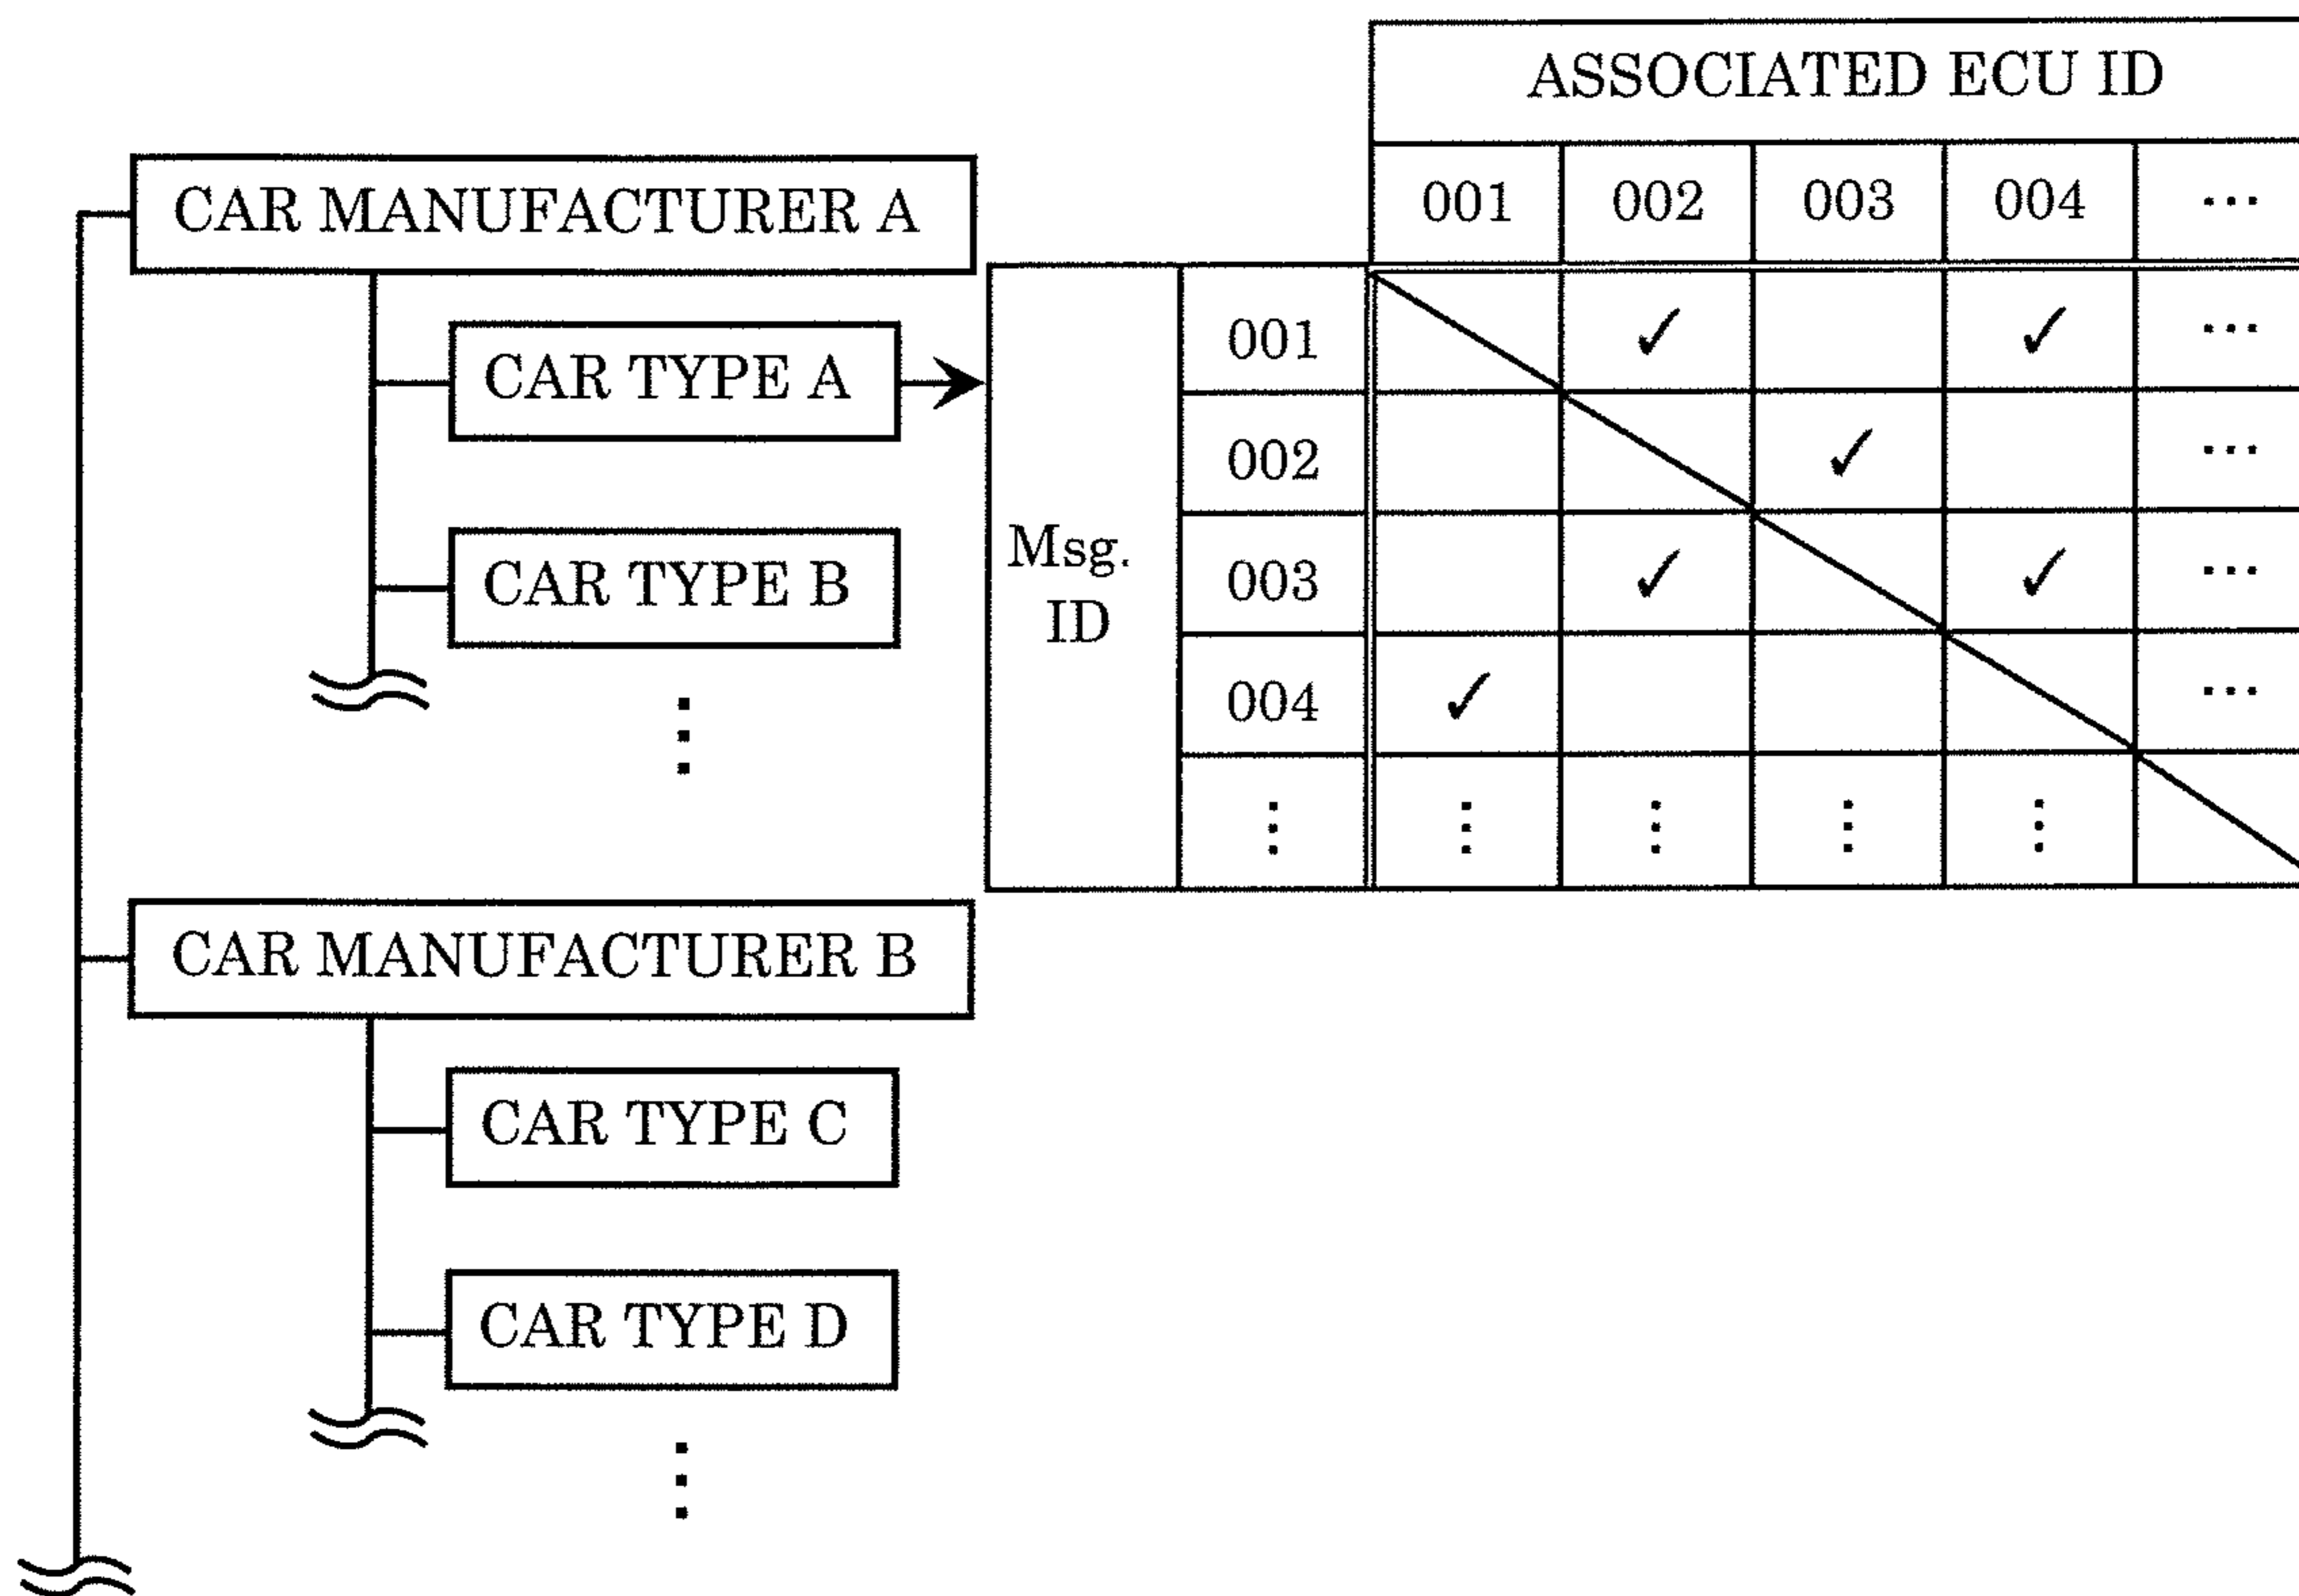 ASSOCIATED ECU ID
001 002 003 004 ...
CAR MANUFACTURER A
CAR TYPE A
CAR TYPE B
Msg.
ID
001 ✓ ✓ ...
002 ✓ ...
003 ✓ ✓ ...
004 ✓ ...
CAR MANUFACTURER B
CAR TYPE C
CAR TYPE D